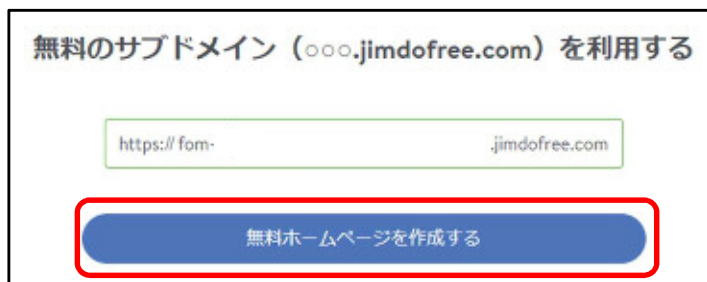 無料のサブドメイン（○○○.jimdofree.com）を利用する
https:// fom- .jimdofree.com
無料ホームページを作成する